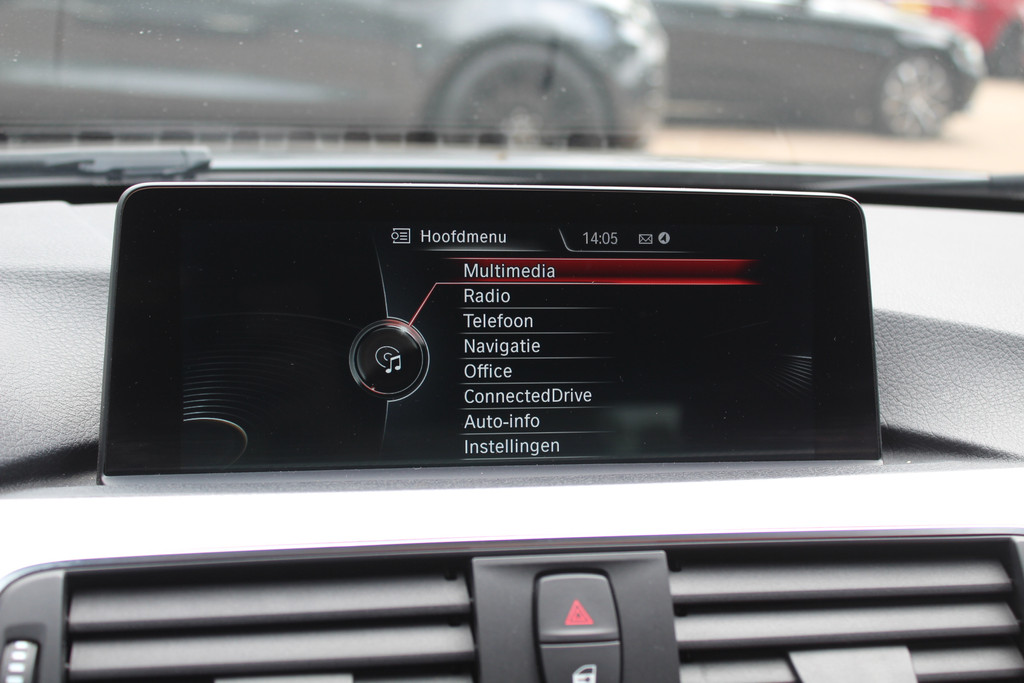 Hoofdmenu 14:05
Multimedia
Radio
Telefoon
Navigatie
Office
ConnectedDrive
Auto-info
Instellingen